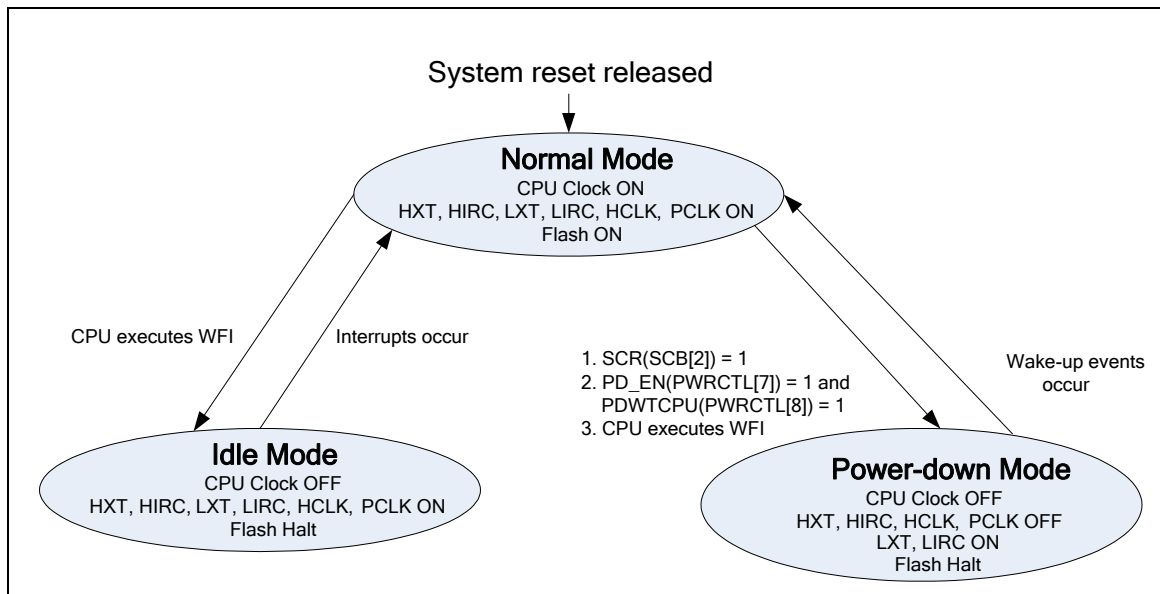 System reset released
Normal Mode
CPU Clock ON
HXT, HIRC, LXT, LIRC, HCLK, PCLK ON
Flash ON
CPU executes WFI
Interrupts occur
1. SCR(SCB[2]) = 1
2. PD_EN(PWRCTL[7]) = 1 and
PDWTCPU(PWRCTL[8]) = 1
3. CPU executes WFI
Wake-up events
occur
Idle Mode
CPU Clock OFF
HXT, HIRC, LXT, LIRC, HCLK, PCLK ON
Flash Halt
Power-down Mode
CPU Clock OFF
HXT, HIRC, HCLK, PCLK OFF
LXT, LIRC ON
Flash Halt